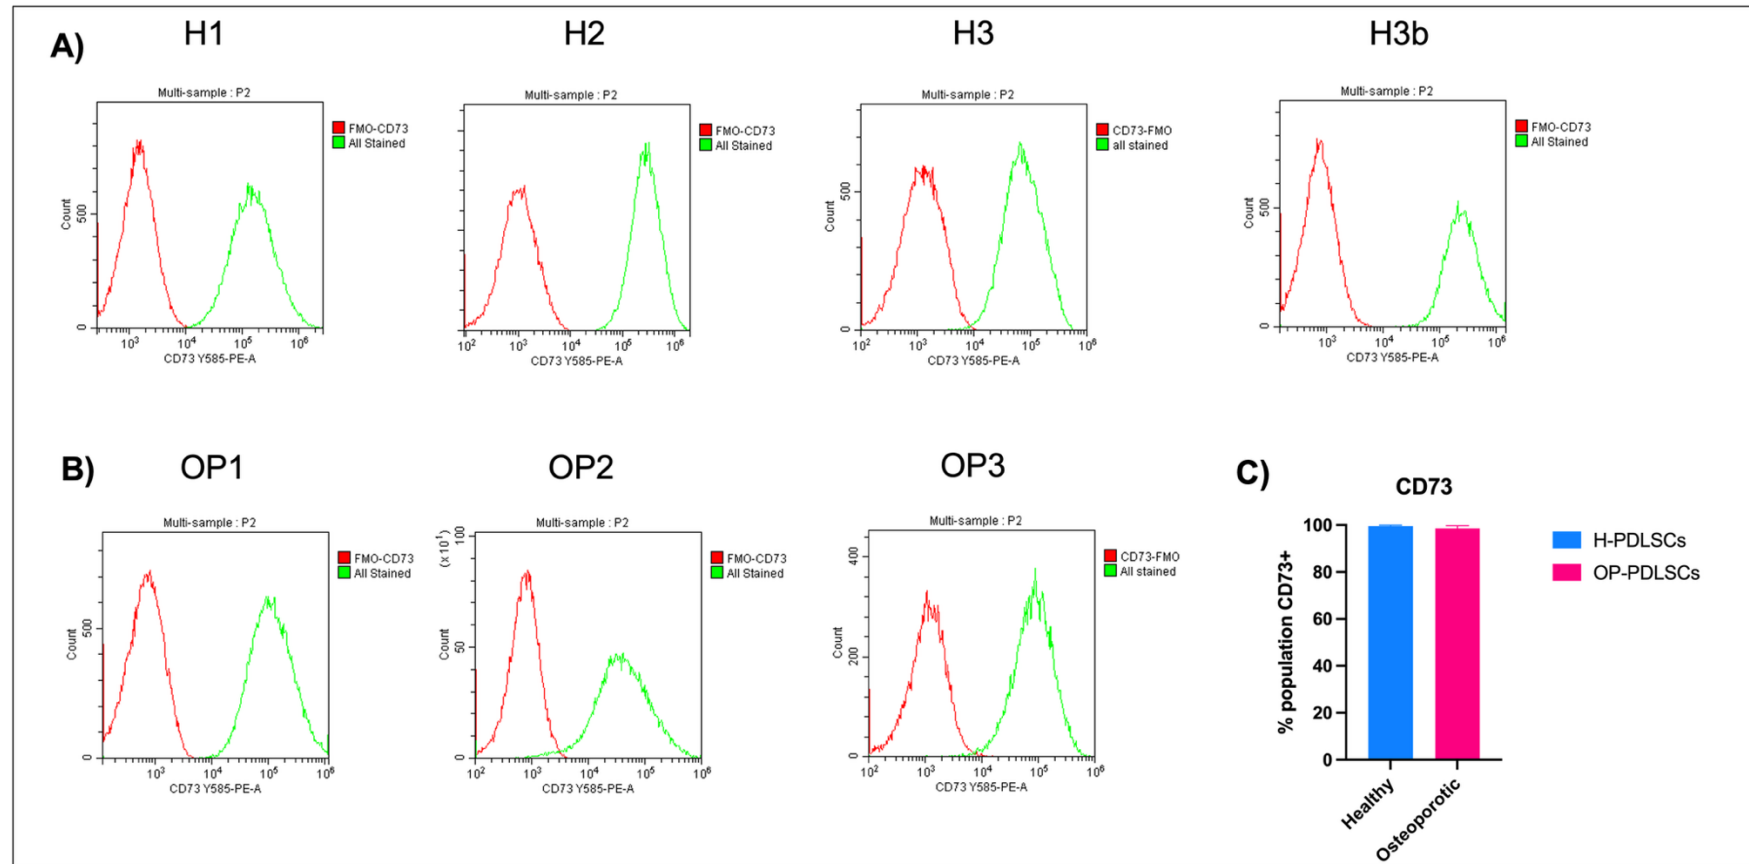 A)
H1
H2
H3
H3b
Multi-sample : P2
FMO-CD73
All Stained
Count
500
0
10³ 10⁴ 10⁵ 10⁶
CD73 Y585-PE-A
Multi-sample : P2
FMO-CD73
All Stained
10² 10³ 10⁴ 10⁵ 10⁶
CD73 Y585-PE-A
Multi-sample : P2
CD73-FMO
all stained
Count
500
0
10² 10³ 10⁴ 10⁵ 10⁶
CD73 Y585-PE-A
Multi-sample : P2
FMO-CD73
All Stained
Count
500
0
10³ 10⁴ 10⁵ 10⁶
CD73 Y585-PE-A
B)
OP1
OP2
OP3
Multi-sample : P2
FMO-CD73
All Stained
Count
500
0
10³ 10⁴ 10⁵ 10⁶
CD73 Y585-PE-A
Multi-sample : P2
FMO-CD73
All Stained
(x 10¹)
Count
100
50
0
10² 10³ 10⁴ 10⁵ 10⁶
CD73 Y585-PE-A
Multi-sample : P2
CD73-FMO
All stained
Count
400
200
0
10² 10³ 10⁴ 10⁵ 10⁶
CD73 Y585-PE-A
C)
CD73
% population CD73+
100
80
60
40
20
0
Healthy
Osteoporotic
H-PDLSCs
OP-PDLSCs